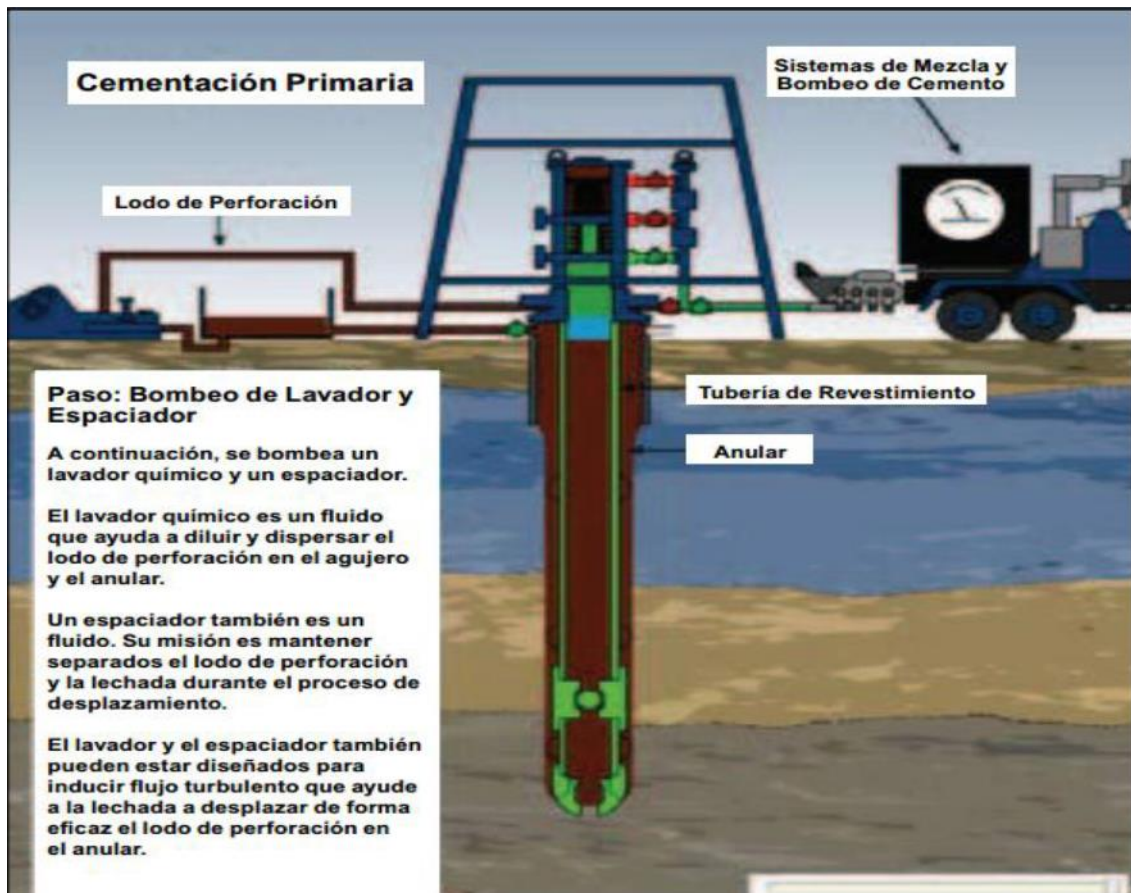 Cementación Primaria
Sistemas de Mezcla y
Bombeo de Cemento
Lodo de Perforación
Tubería de Revestimiento
Anular
Paso: Bombeo de Lavador y
Espaciador
A continuación, se bombea un
lavador químico y un espaciador.
El lavador químico es un fluido
que ayuda a diluir y dispersar el
lodo de perforación en el agujero
y el anular.
Un espaciador también es un
fluido. Su misión es mantener
separados el lodo de perforación
y la lechada durante el proceso de
desplazamiento.
El lavador y el espaciador también
pueden estar diseñados para
inducir flujo turbulento que ayude
a la lechada a desplazar de forma
eficaz el lodo de perforación en
el anular.